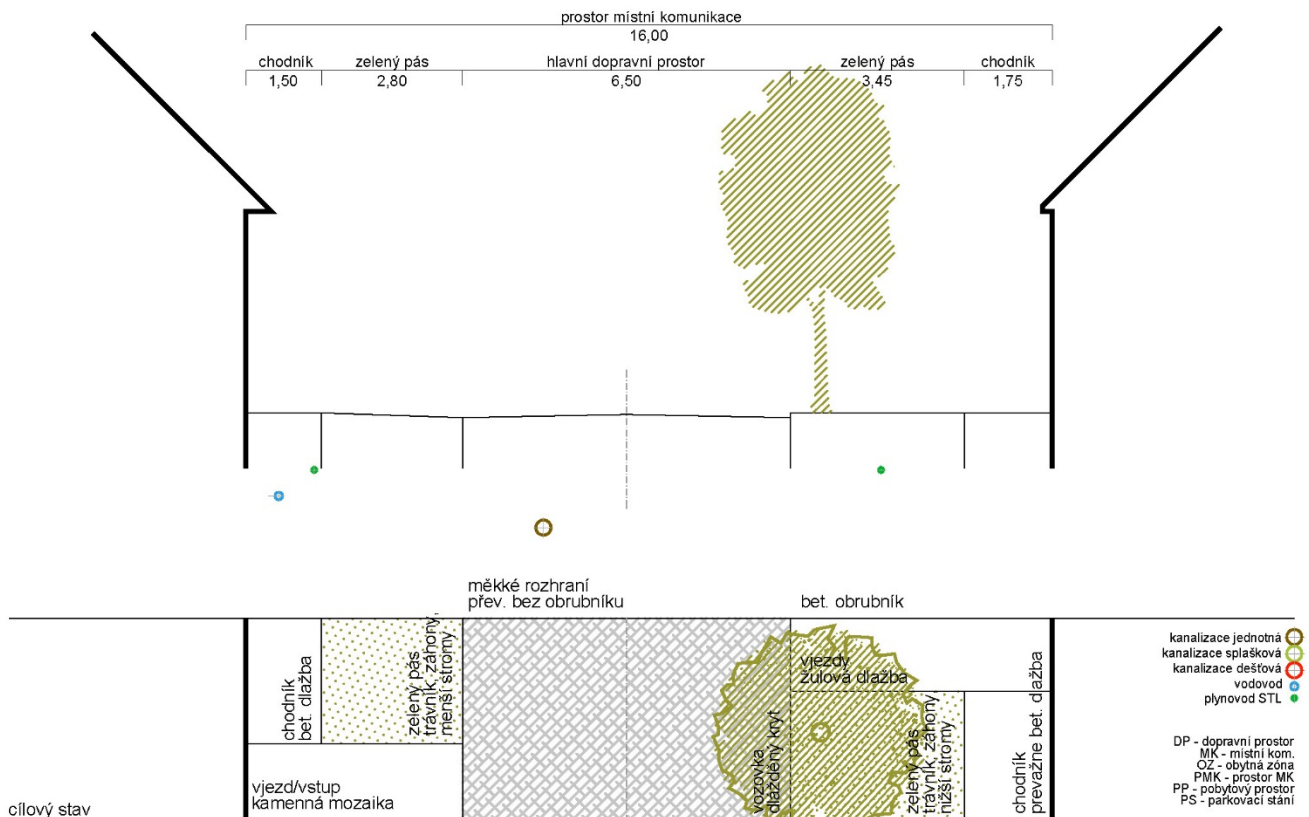 prostor místní komunikace
16,00
chodník
zelený pás
hlavní dopravní prostor
zelený pás
chodník
1,50
2,80
6,50
3,45
1,75
měkké rozhraní
přev. bez obrubníku
bet. obrubník
chodník
bet. dlažba
zelený pás
trávník, záhony,
menší stromy
vjezd/vstup
kamenná mozaika
vozovka
dlážděný kryt
vjezdy
žulová dlažba
zelený pás
trávník, záhony
nižší stromy
chodník
prevažne bet. dlažba
kanalizace jednotná
kanalizace splašková
kanalizace dešťová
vodovod
plynovod STL
DP - dopravní prostor
MK - místní kom.
OZ - obytná zóna
PMK - prostor MK
PP - pobytový prostor
PS - parkovací stání
cílový stav